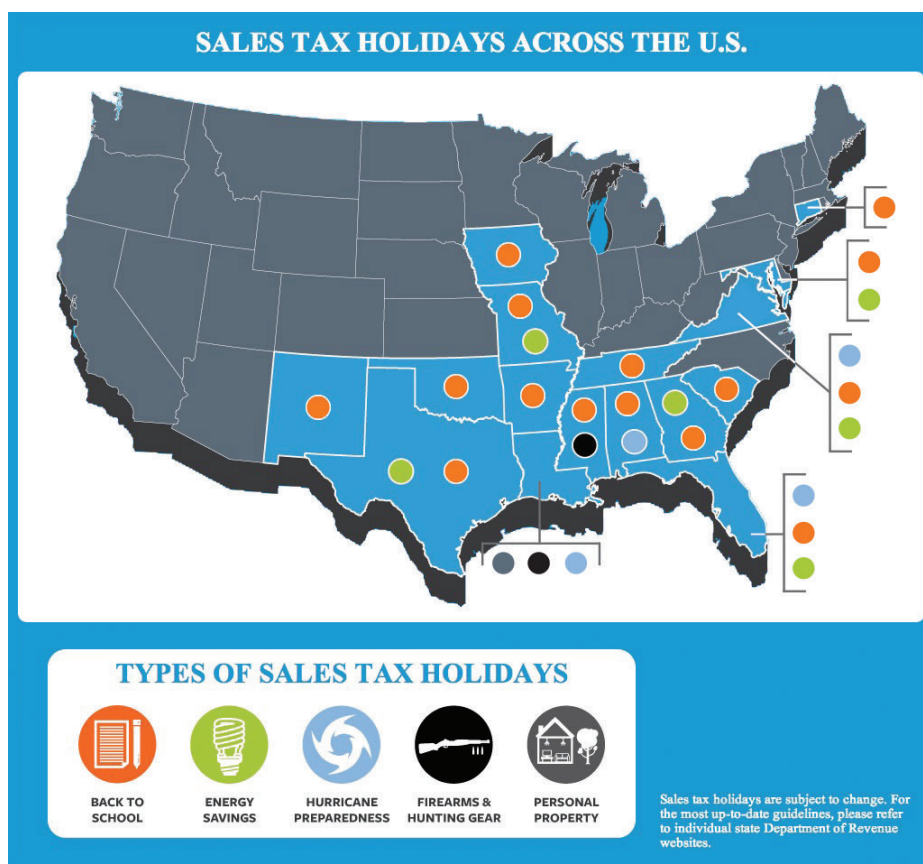 SALES TAX HOLIDAYS ACROSS THE U.S.
TYPES OF SALES TAX HOLIDAYS
BACK TO
SCHOOL
ENERGY
SAVINGS
HURRICANE
PREPAREDNESS
FIREARMS &
HUNTING GEAR
PERSONAL
PROPERTY
Sales tax holidays are subject to change. For
the most up-to-date guidelines, please refer
to individual state Department of Revenue
websites.